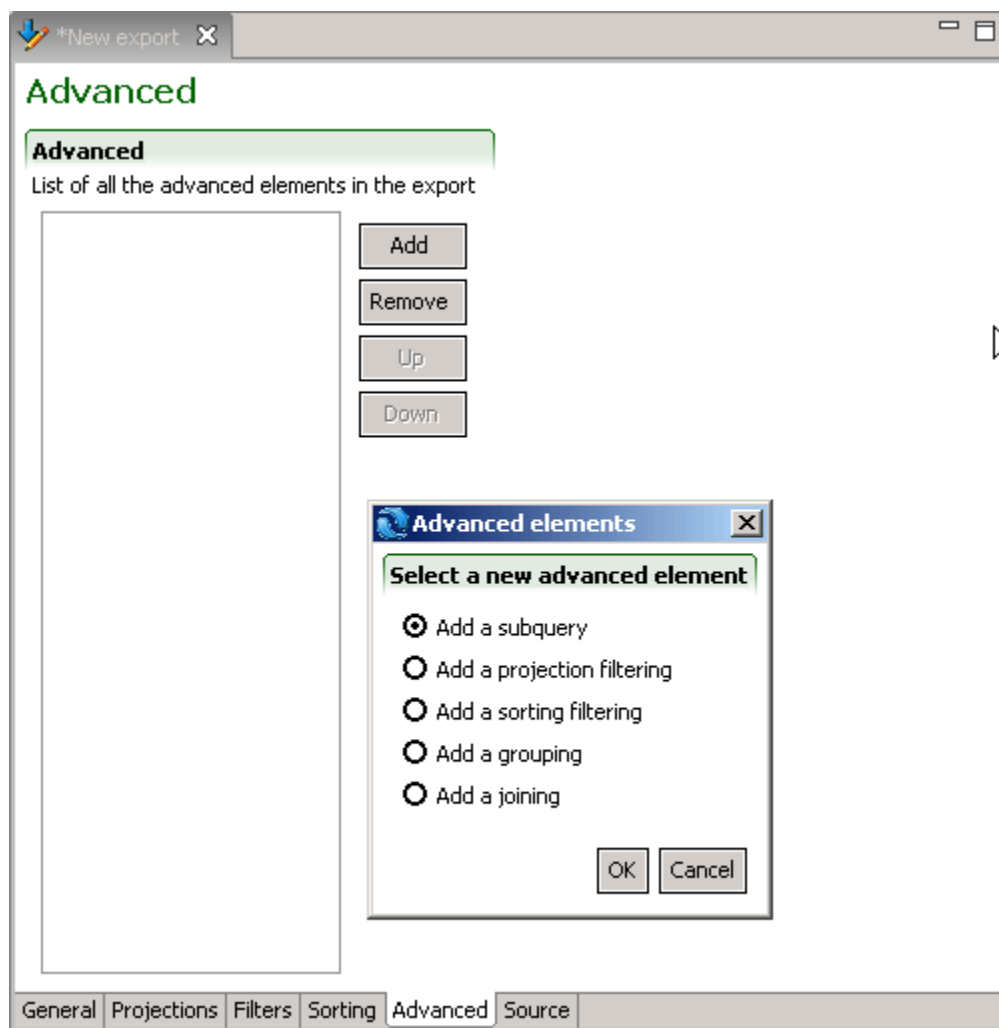 *New export
Advanced
Advanced
List of all the advanced elements in the export
Add
Remove
Up
Down
Advanced elements
Select a new advanced element
Add a subquery
Add a projection filtering
Add a sorting filtering
Add a grouping
Add a joining
OK Cancel
General Projections Filters Sorting Advanced Source